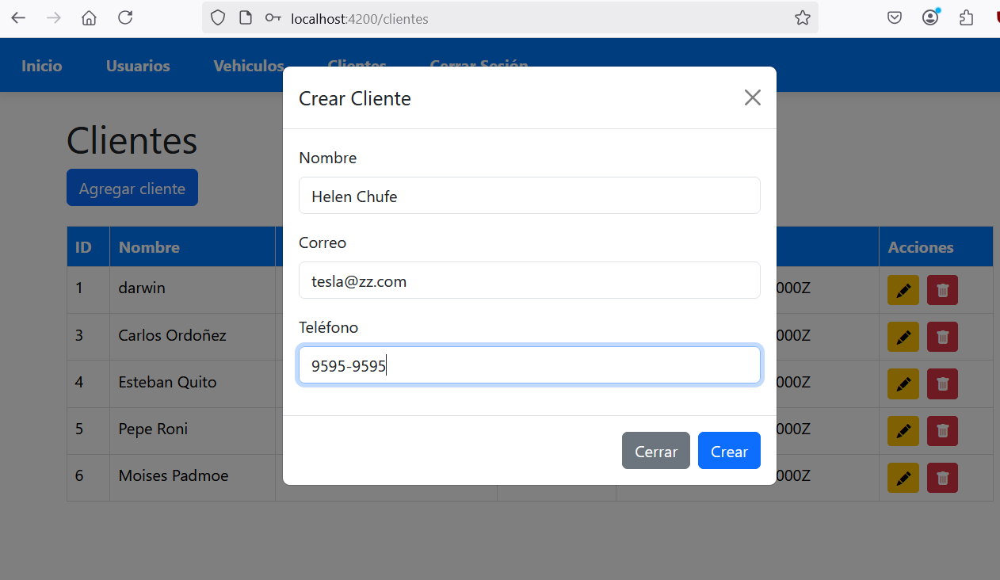 localhost:4200/clientes
Inicio Usuarios Vehiculos Clientes Cerrar Sesión
Crear Cliente
Clientes
Nombre
Agregar cliente
Helen Chufe
Correo
ID Nombre Acciones
tesla@zz.com
1 darwin 000Z
Teléfono
3 Carlos Ordoñez 000Z
9595-9595
4 Esteban Quito 000Z
5 Pepe Roni 000Z
Cerrar Crear
6 Moises Padmoe 000Z